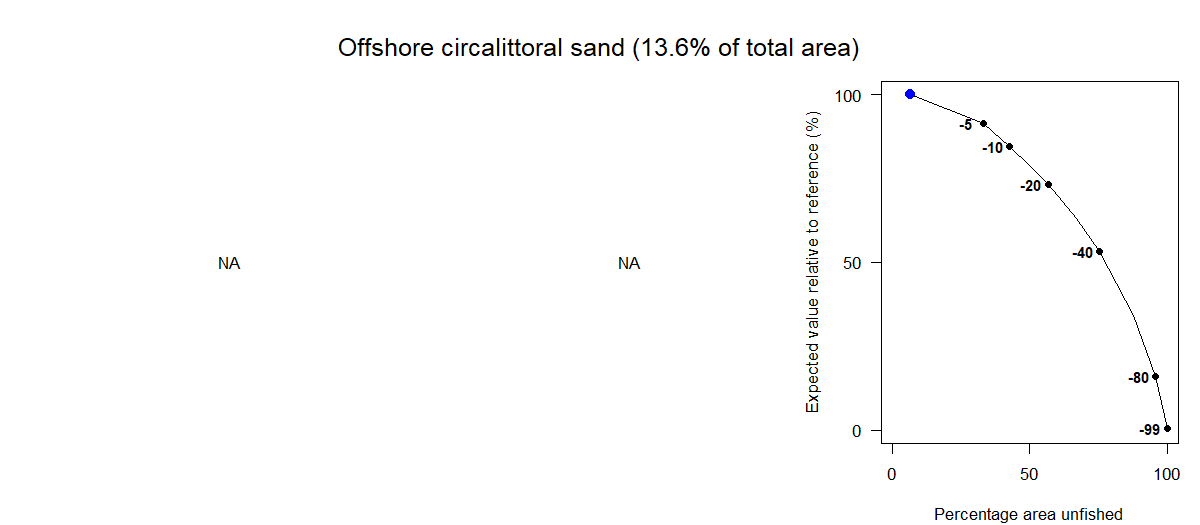 Offshore circalittoral sand (13.6% of total area)
NA
NA
Expected value relative to reference (%)
100
50
0
-5
-10
-20
-40
-80
-99
0 50 100
Percentage area unfished